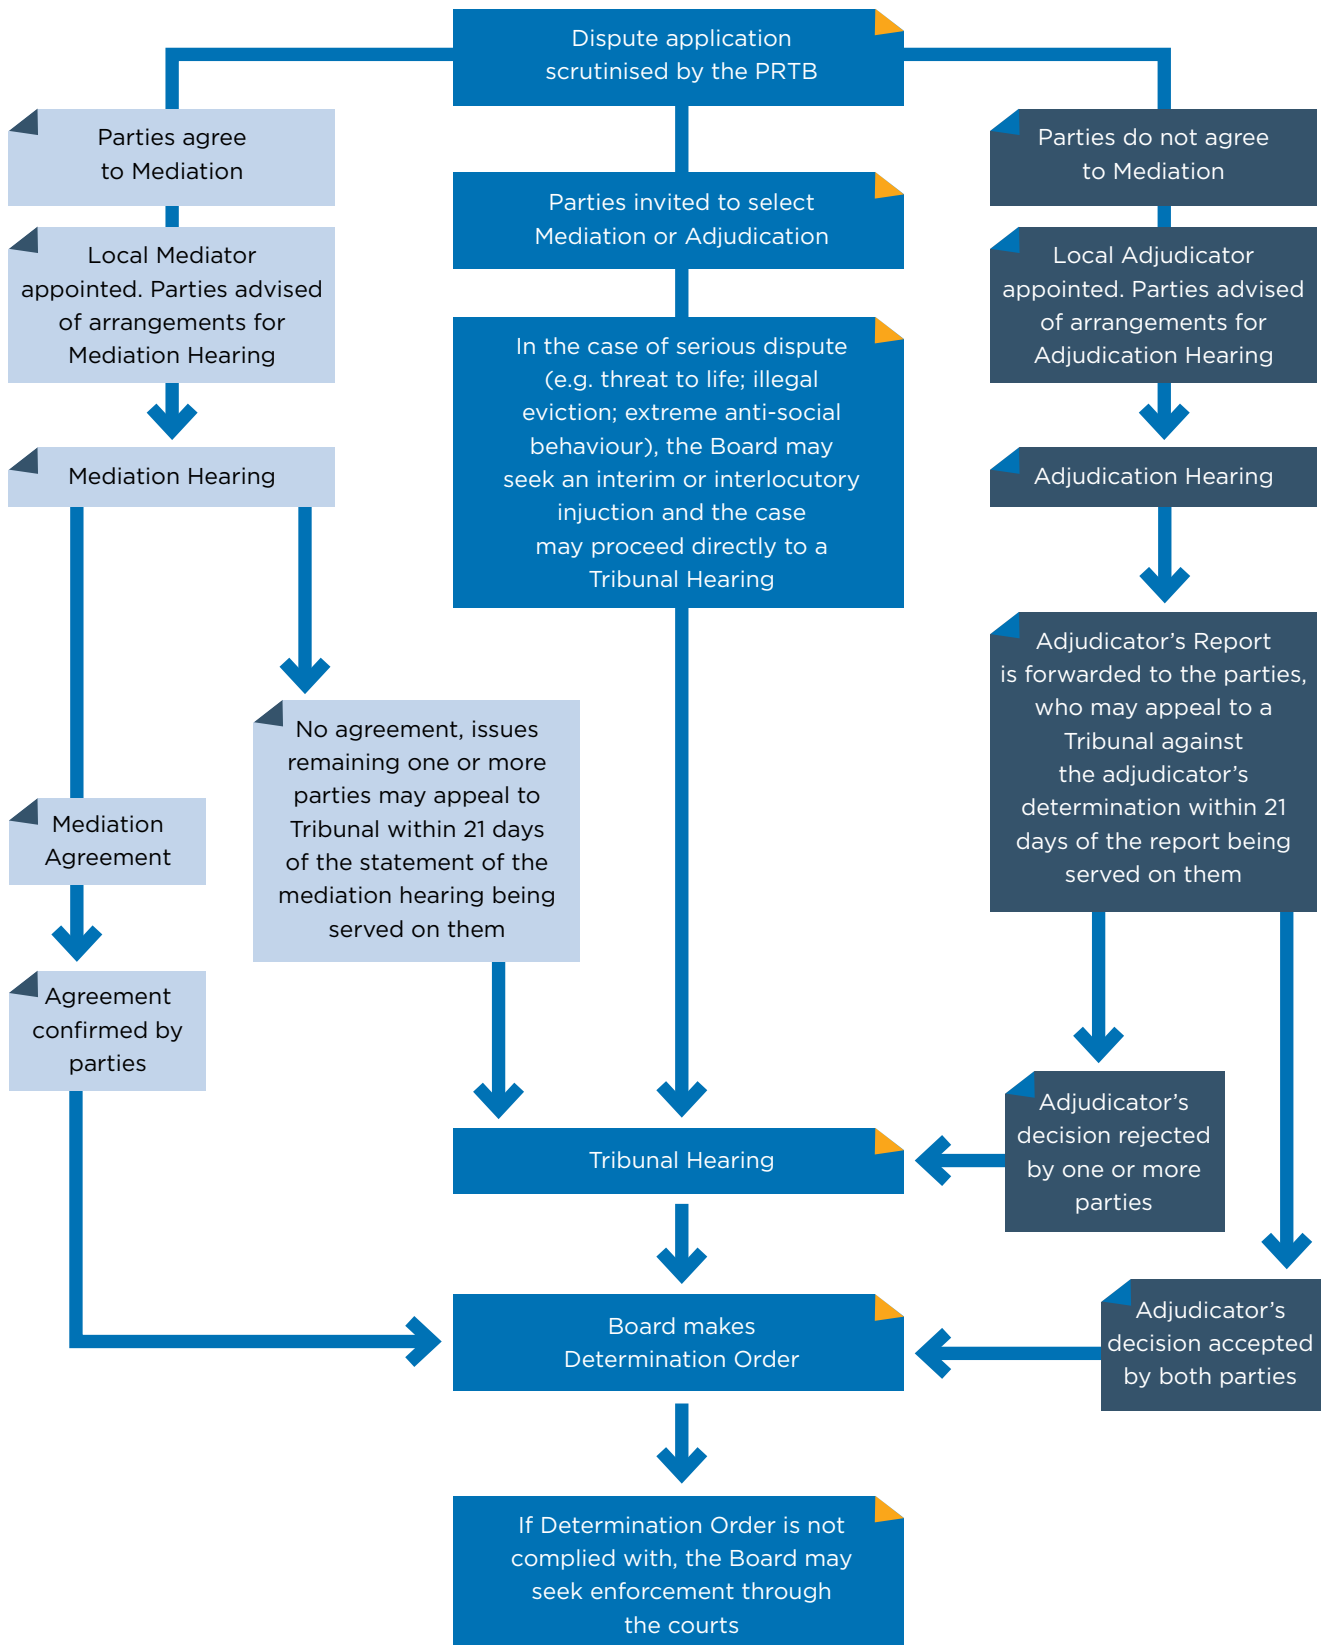 Dispute application
scrutinised by the PRTB
Parties agree
to Mediation
Parties do not agree
to Mediation
Parties invited to select
Mediation or Adjudication
Local Mediator
appointed. Parties advised
of arrangements for
Mediation Hearing
Local Adjudicator
appointed. Parties advised
of arrangements for
Adjudication Hearing
In the case of serious dispute
(e.g. threat to life; illegal
eviction; extreme anti-social
behaviour), the Board may
seek an interim or interlocutory
injuction and the case
may proceed directly to a
Tribunal Hearing
Mediation Hearing
Adjudication Hearing
Adjudicator’s Report
is forwarded to the parties,
who may appeal to a
Tribunal against
the adjudicator’s
determination within 21
days of the report being
served on them
No agreement, issues
remaining one or more
parties may appeal to
Tribunal within 21 days
of the statement of the
mediation hearing being
served on them
Mediation
Agreement
Agreement
confirmed by
parties
Adjudicator’s
decision rejected
by one or more
parties
Tribunal Hearing
Adjudicator’s
decision accepted
by both parties
Board makes
Determination Order
If Determination Order is not
complied with, the Board may
seek enforcement through
the courts